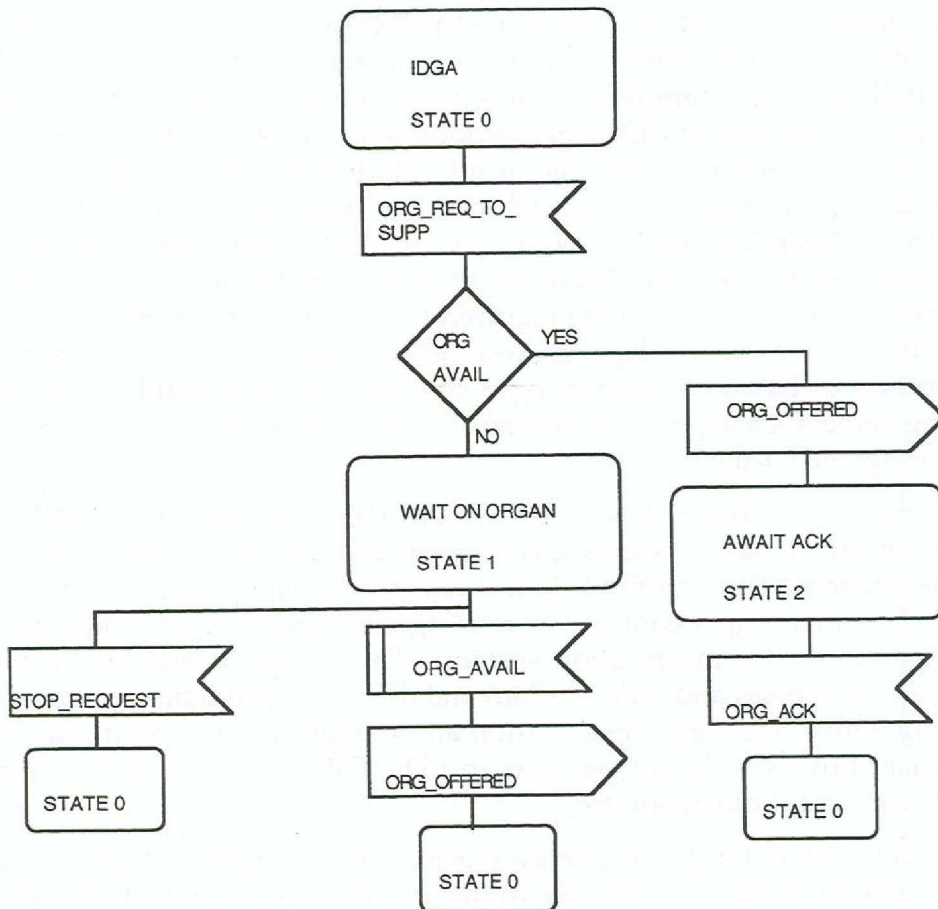 IDGA
STATE 0
ORG_REQ_TO_
SUPP
ORG
AVAIL
YES
NO
ORG_OFFERED
WAIT ON ORGAN
STATE 1
AWAIT ACK
STATE 2
STOP_REQUEST
ORG_AVAIL
ORG_ACK
ORG_OFFERED
STATE 0
STATE 0
STATE 0